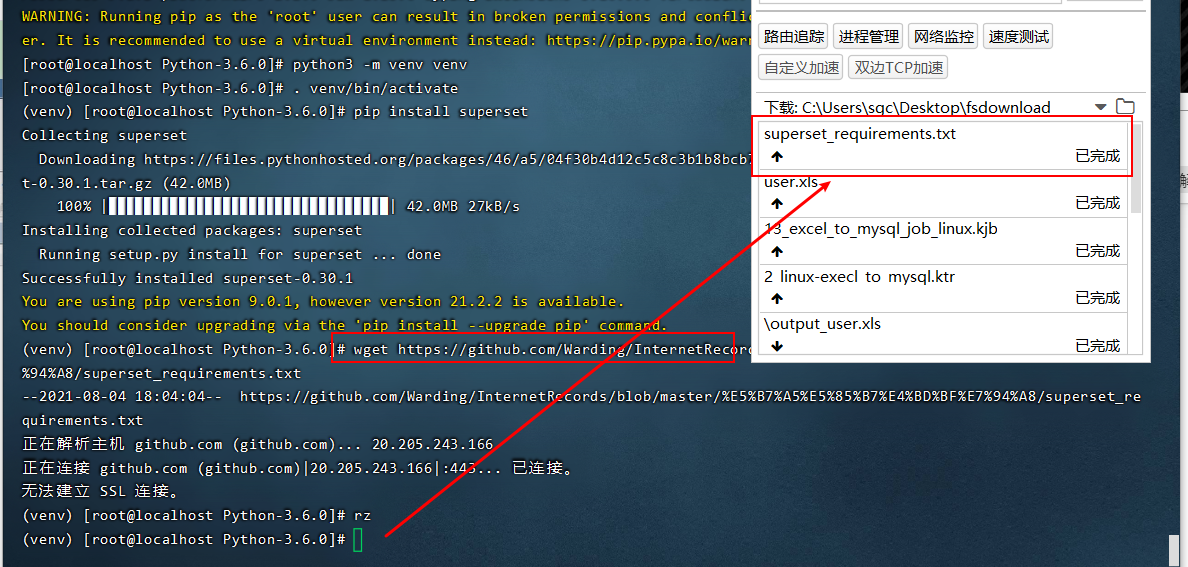 WARNING: Running pip as the 'root' user can result in broken permissions and conflic
er. It is recommended to use a virtual environment instead: https://pip.pypa.io/warn
[root@localhost Python-3.6.0]# python3 -m venv venv
[root@localhost Python-3.6.0]# . venv/bin/activate
(venv) [root@localhost Python-3.6.0]# pip install superset
Collecting superset
Downloading https://files.pythonhosted.org/packages/46/a5/04f30b4d12c5c8c3b1b8bcb7
t-0.30.1.tar.gz (42.0MB)
100% | | 42.0MB 27kB/s
Installing collected packages: superset
Running setup.py install for superset ... done
Successfully installed superset-0.30.1
You are using pip version 9.0.1, however version 21.2.2 is available.
You should consider upgrading via the 'pip install --upgrade pip' command.
(venv) [root@localhost Python-3.6.0]# wget https://github.com/Warding/InternetRecord
%94%A8/superset_requirements.txt
--2021-08-04 18:04:04-- https://github.com/Warding/InternetRecords/blob/master/%E5%B7%A5%E5%85%B7%E4%BD%BF%E7%94%A8/superset_re
quirements.txt
正在解析主机 github.com (github.com)... 20.205.243.166
正在连接 github.com (github.com)|20.205.243.166|:443... 已连接。
无法建立 SSL 连接。
(venv) [root@localhost Python-3.6.0]# rz
(venv) [root@localhost Python-3.6.0]#
路由追踪 进程管理 网络监控 速度测试
自定义加速 双边TCP加速
下载: C:\Users\sgc\Desktop\fsdownload
superset_requirements.txt
已完成
user.xls
已完成
13_excel_to_mysql_job_linux.kjb
已完成
2 linux-execl to mysql.ktr
已完成
\output_user.xls
已完成